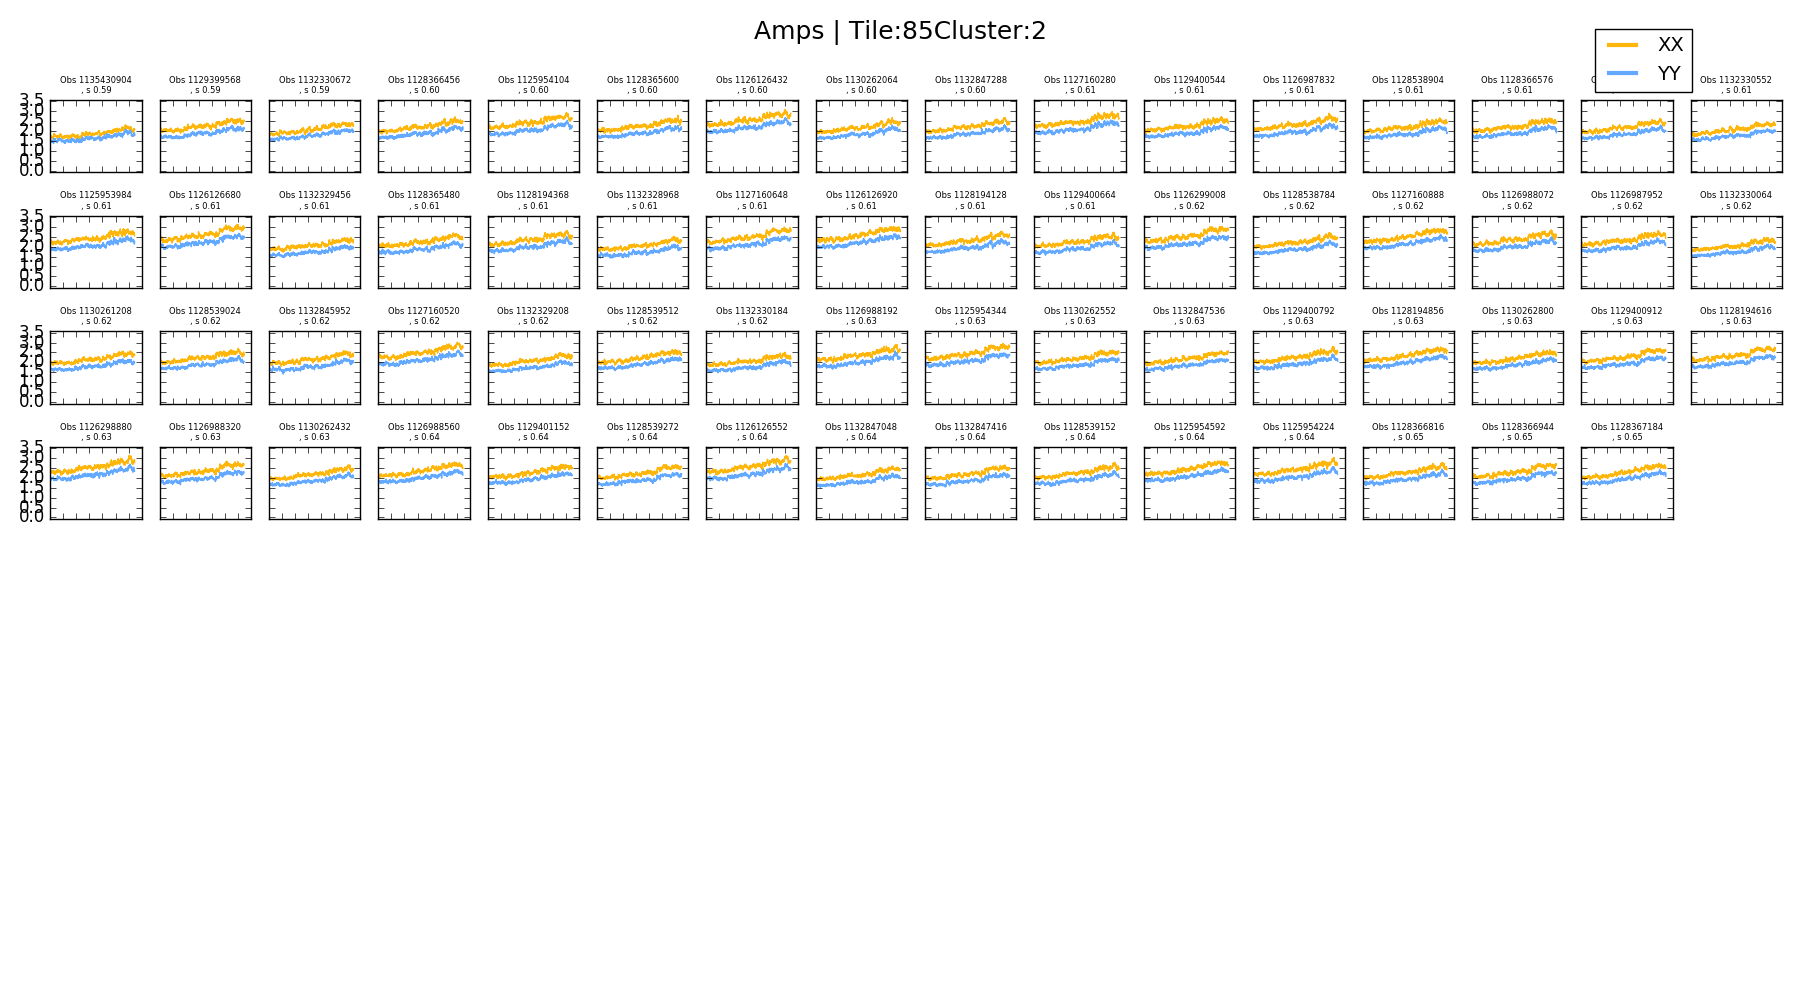 Amps | Tile:85Cluster:2
XX
YY
Obs 1135430904 Obs 1129399568 Obs 1132330672 Obs 1128366456 Obs 1125954104 Obs 1128365600 Obs 1126126432 Obs 1130262064 Obs 1132847288 Obs 1127160280 Obs 1129400544 Obs 1126987832 Obs 1128538904 Obs 1128366576 Obs 1132330552
, s 0.59 , s 0.59 , s 0.59 , s 0.60 , s 0.60 , s 0.60 , s 0.60 , s 0.60 , s 0.60 , s 0.61 , s 0.61 , s 0.61 , s 0.61 , s 0.61 , s 0.61
3.5
3.0
2.5
2.0
1.5
1.0
0.5
0.0
Obs 1125953984 Obs 1126126680 Obs 1132329456 Obs 1128365480 Obs 1128194368 Obs 1132328968 Obs 1127160648 Obs 1126126920 Obs 1128194128 Obs 1129400664 Obs 1126299008 Obs 1128538784 Obs 1127160888 Obs 1126988072 Obs 1126987952 Obs 1132330064
, s 0.61 , s 0.61 , s 0.61 , s 0.61 , s 0.61 , s 0.61 , s 0.61 , s 0.61 , s 0.61 , s 0.61 , s 0.62 , s 0.62 , s 0.62 , s 0.62 , s 0.62 , s 0.62
3.5
3.0
2.5
2.0
1.5
1.0
0.5
0.0
Obs 1130261208 Obs 1128539024 Obs 1132845952 Obs 1127160520 Obs 1132329208 Obs 1128539512 Obs 1132330184 Obs 1126988192 Obs 1125954344 Obs 1130262552 Obs 1132847536 Obs 1129400792 Obs 1128194856 Obs 1130262800 Obs 1129400912 Obs 1128194616
, s 0.62 , s 0.62 , s 0.62 , s 0.62 , s 0.62 , s 0.62 , s 0.62 , s 0.63 , s 0.63 , s 0.63 , s 0.63 , s 0.63 , s 0.63 , s 0.63 , s 0.63 , s 0.63
3.5
3.0
2.5
2.0
1.5
1.0
0.5
0.0
Obs 1126298880 Obs 1126988320 Obs 1130262432 Obs 1126988560 Obs 1129401152 Obs 1128539272 Obs 1126126552 Obs 1132847048 Obs 1132847416 Obs 1128539152 Obs 1125954592 Obs 1125954224 Obs 1128366816 Obs 1128366944 Obs 1128367184
, s 0.63 , s 0.63 , s 0.63 , s 0.64 , s 0.64 , s 0.64 , s 0.64 , s 0.64 , s 0.64 , s 0.64 , s 0.64 , s 0.64 , s 0.65 , s 0.65 , s 0.65
3.5
3.0
2.5
2.0
1.5
1.0
0.5
0.0